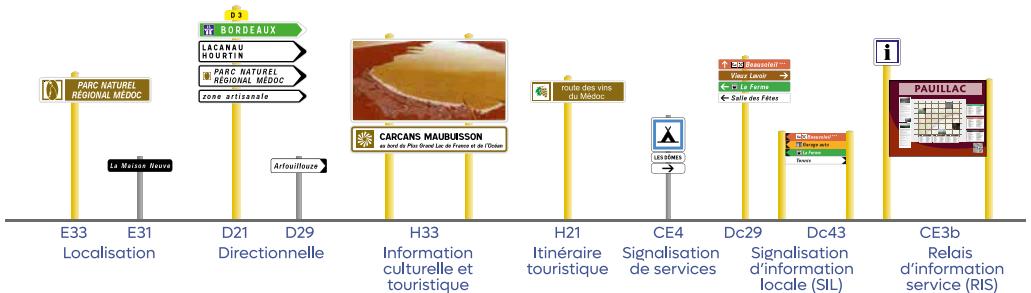 PARC NATUREL
RÉGIONAL MÉDOC
La Maison Neuve
D 3
BORDEAUX
LACANAU
HOURTIN
PARC NATUREL
RÉGIONAL MÉDOC
zone artisanale
Arfouillouze
CARCANS MAUBUISSON
au bord du Plus Grand Lac de France et de l'Océan
route des vins
du Médoc
LES DÔMES
Beausoleil
Vieux Lavoir
La Ferme
Salle des Fêtes
Beausoleil
Garage auto
La Ferme
Tennis
i
PAUILLAC
E33
E31
D21
D29
H33
H21
CE4
Dc29
Dc43
CE3b
Localisation
Directionnelle
Information
culturelle et
touristique
Itinéraire
touristique
Signalisation
de services
Signalisation
d'information
locale (SIL)
Relais
d'information
service (RIS)